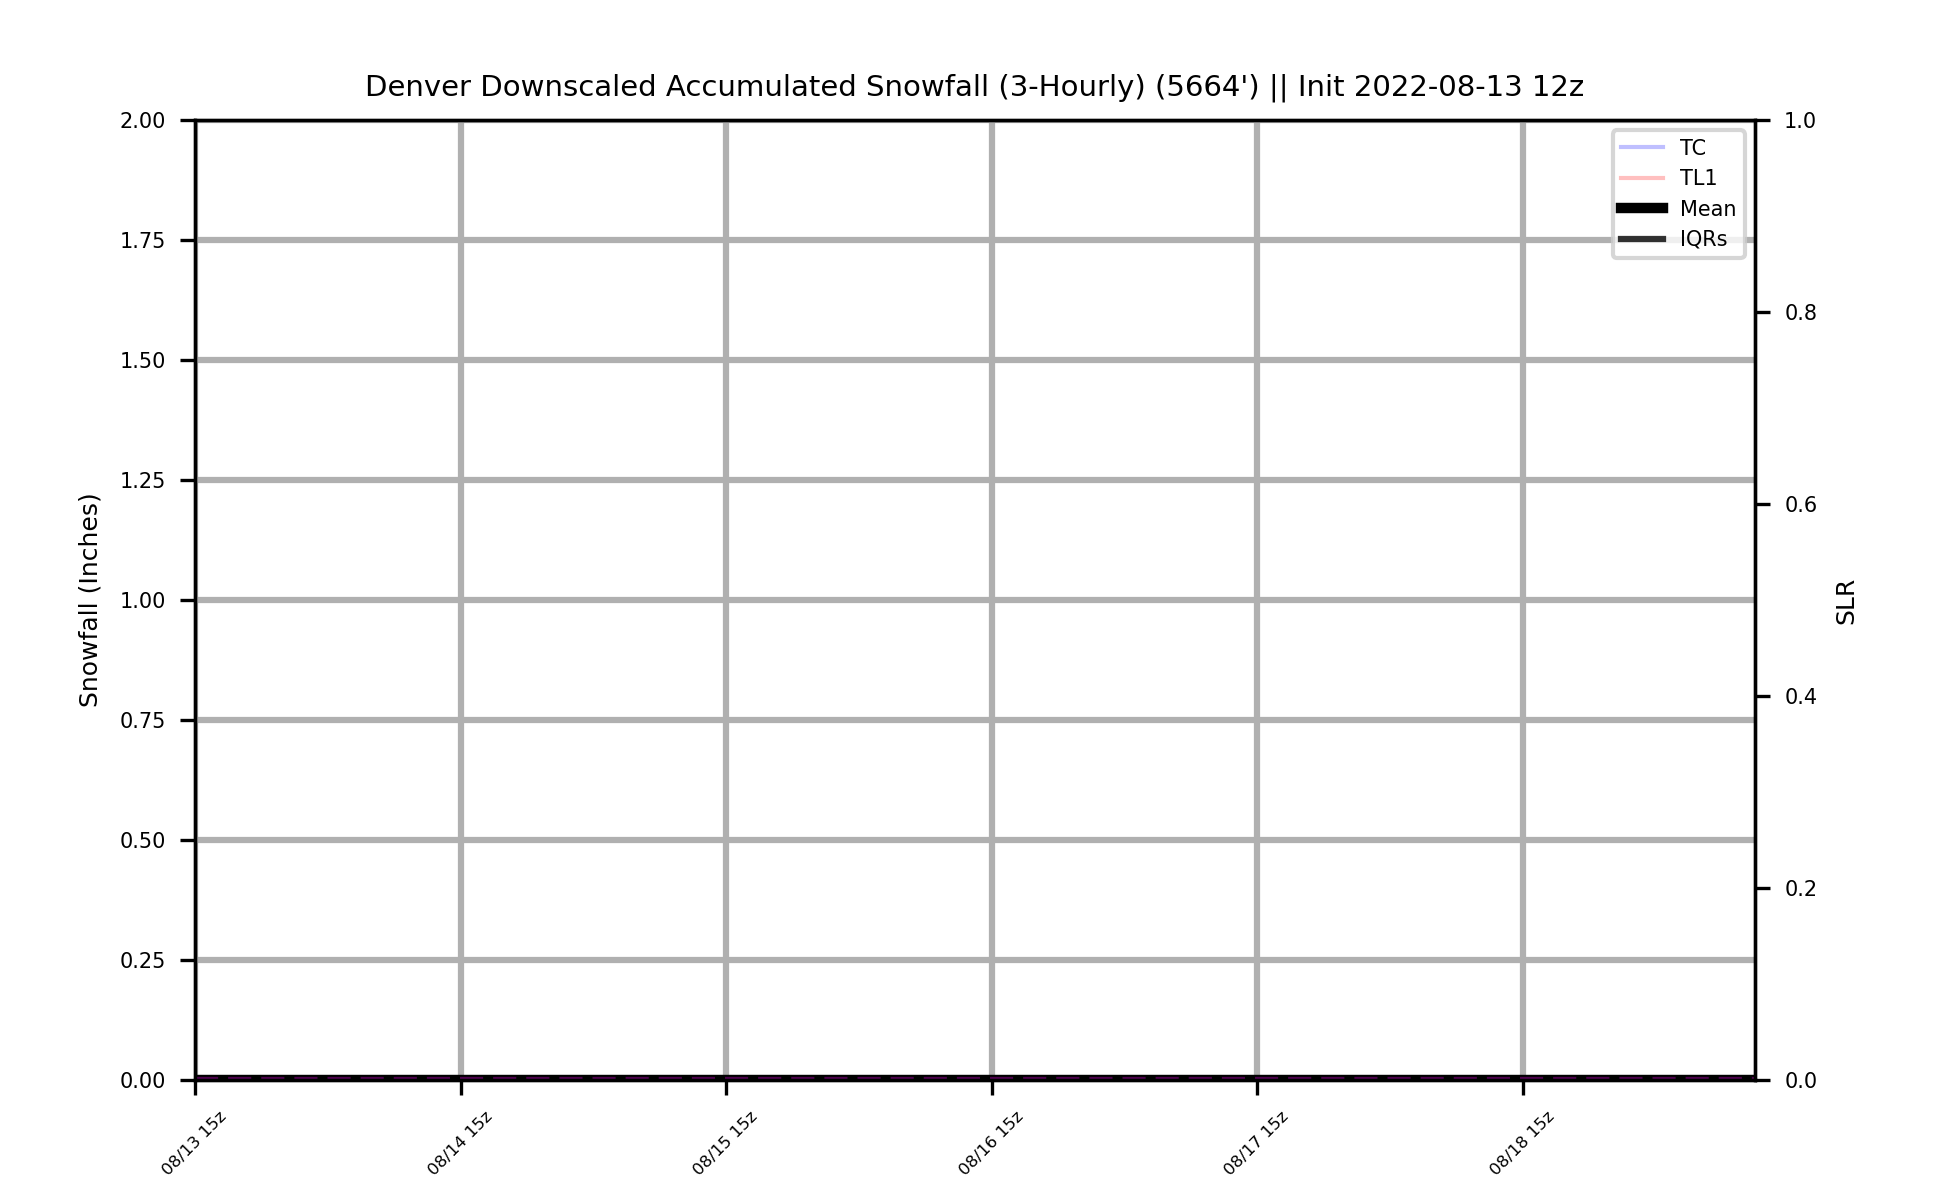 Denver Downscaled Accumulated Snowfall (3-Hourly) (5664') || Init 2022-08-13 12z
2.00
1.75
1.50
1.25
1.00
0.75
0.50
0.25
0.00
Snowfall (Inches)
TC
TL1
Mean
IQRs
1.0
0.8
0.6
0.4
0.2
0.0
SLR
08/13 15z
08/14 15z
08/15 15z
08/16 15z
08/17 15z
08/18 15z